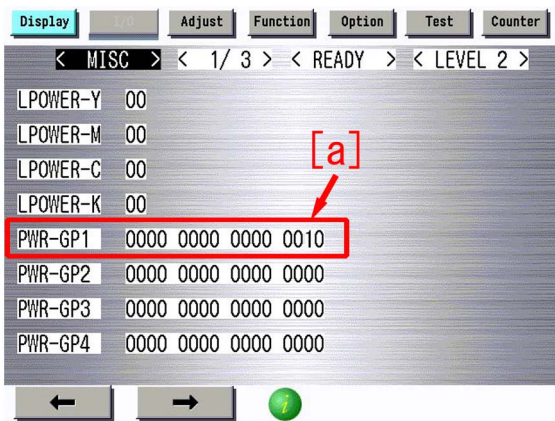 Display I/O Adjust Function Option Test Counter
< MISC > < 1/ 3 > < READY > < LEVEL 2 >
LPOWER-Y 00
LPOWER-M 00
[a]
LPOWER-C 00
LPOWER-K 00
PWR-GP1 0000 0000 0000 0010
PWR-GP2 0000 0000 0000 0000
PWR-GP3 0000 0000 0000 0000
PWR-GP4 0000 0000 0000 0000
i